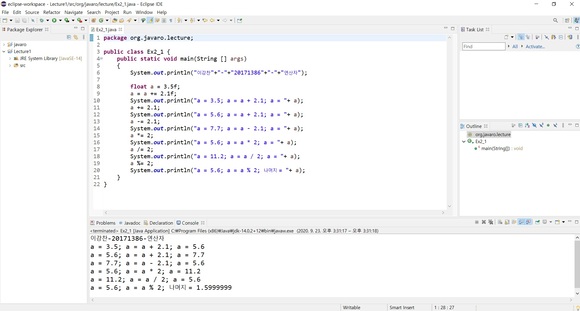 eclipse-workspace - Lecture1/src/org/javaro/lecture/Ex2_1.java - Eclipse IDE
File Edit Source Refactor Navigate Search Project Run Window Help
Package Explorer
javaro
Lecture1
JRE System Library [JavaSE-14]
src
Ex2_1.java
1 package org.javaro.lecture;
2
3 public class Ex2_1 {
4 public static void main(String [] args)
5 {
6 System.out.println("이강찬"+"-"+"20171386"+"-"+"연산자");
7
8 float a = 3.5f;
9 a = a += 2.1f;
10 System.out.println("a = 3.5; a = a + 2.1; a = "+ a);
11 a += 2.1;
12 System.out.println("a = 5.6; a = a + 2.1; a = "+ a);
13 a -= 2.1;
14 System.out.println("a = 7.7; a = a - 2.1; a = "+ a);
15 a *= 2;
16 System.out.println("a = 5.6; a = a * 2; a = "+ a);
17 a /= 2;
18 System.out.println("a = 11.2; a = a / 2; a = "+ a);
19 a %= 2;
20 System.out.println("a = 5.6; a = a % 2; 나머지 = "+ a);
21 }
22 }
Task List
Find
All
Activate...
Outline
org.javaro.lecture
Ex2_1
main(String[]) : void
Problems Javadoc Declaration Console
<terminated> Ex2_1 [Java Application] C:\Program Files (x86)\Java\jdk-14.0.2+12\bin\javaw.exe (2020. 9. 23. 오후 3:31:17 – 오후 3:31:18)
이강찬-20171386-연산자
a = 3.5; a = a + 2.1; a = 5.6
a = 5.6; a = a + 2.1; a = 7.7
a = 7.7; a = a - 2.1; a = 5.6
a = 5.6; a = a * 2; a = 11.2
a = 11.2; a = a / 2; a = 5.6
a = 5.6; a = a % 2; 나머지 = 1.5999999
Writable Smart Insert 1 : 28 : 27